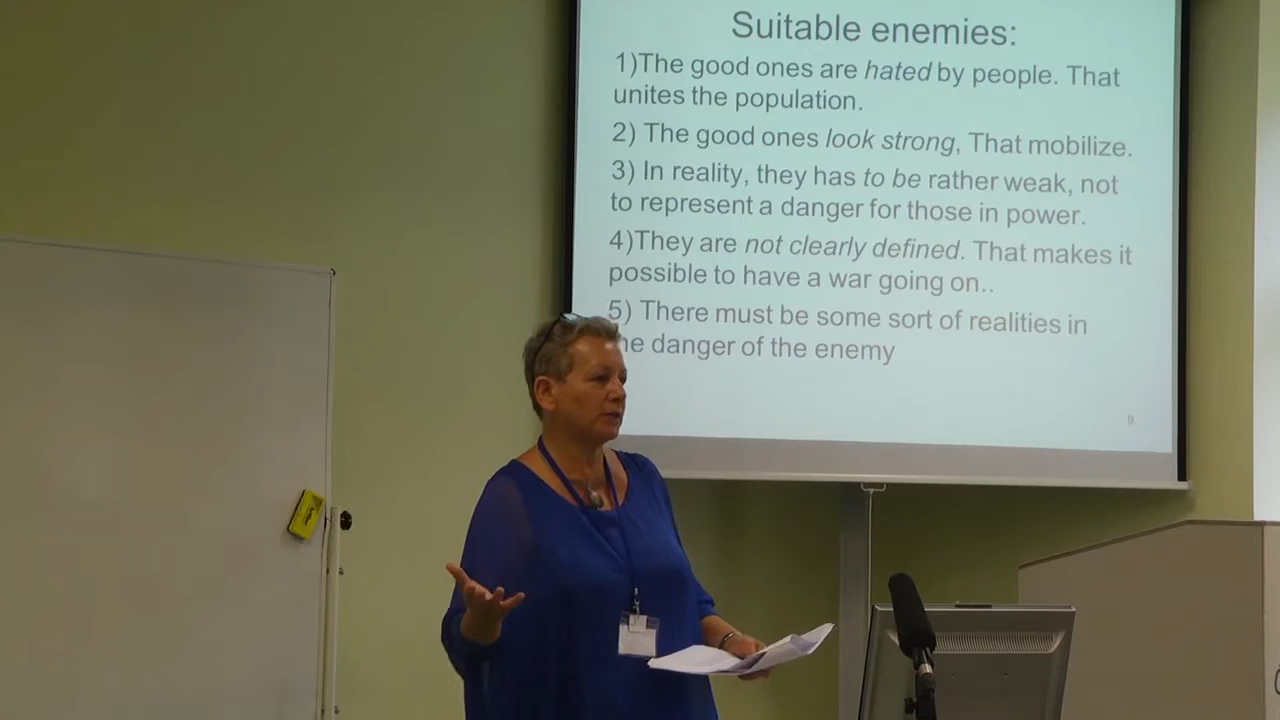 Suitable enemies:
1)The good ones are hated by people. That
unites the population.
2) The good ones look strong, That mobilize.
3) In reality, they has to be rather weak, not
to represent a danger for those in power.
4)They are not clearly defined. That makes it
possible to have a war going on..
5) There must be some sort of realities in
he danger of the enemy
9